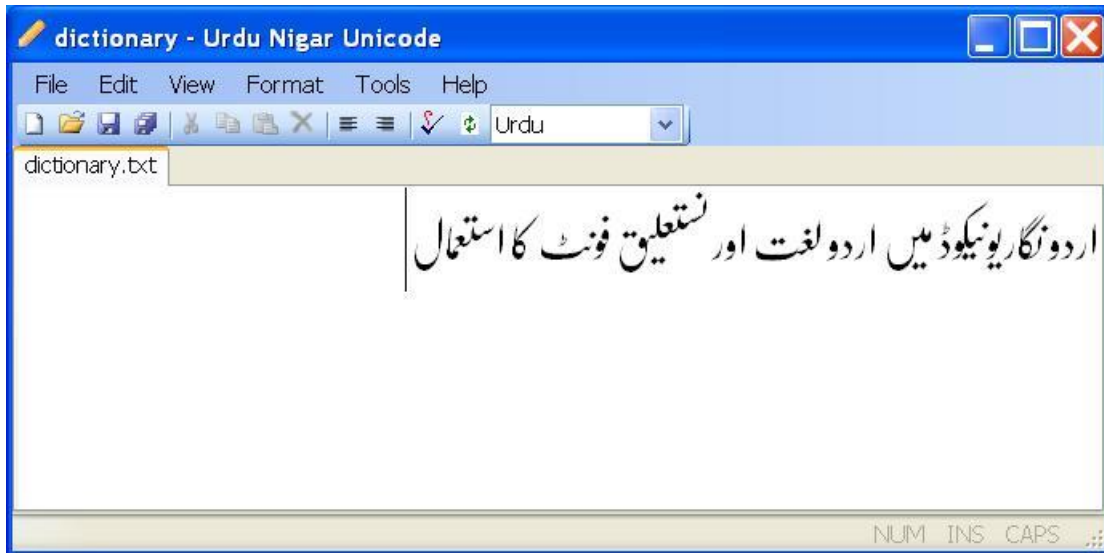 dictionary - Urdu Nigar Unicode
File Edit View Format Tools Help
Urdu
dictionary.txt
اردو نگار یونیکوڈ میں اردو لغت اور نستعلیق فونٹ کا استعمال
NUM INS CAPS